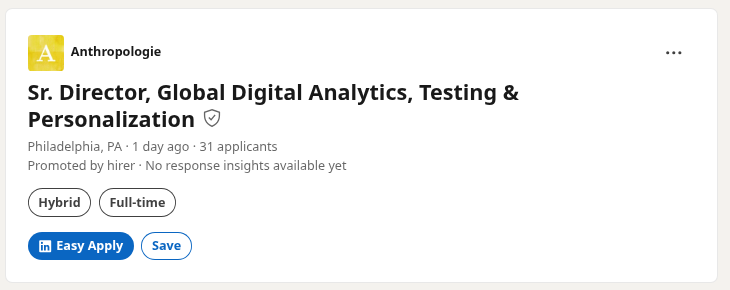 A
Anthropologie
Sr. Director, Global Digital Analytics, Testing &
Personalization
Philadelphia, PA · 1 day ago · 31 applicants
Promoted by hirer · No response insights available yet
Hybrid Full-time
in Easy Apply Save